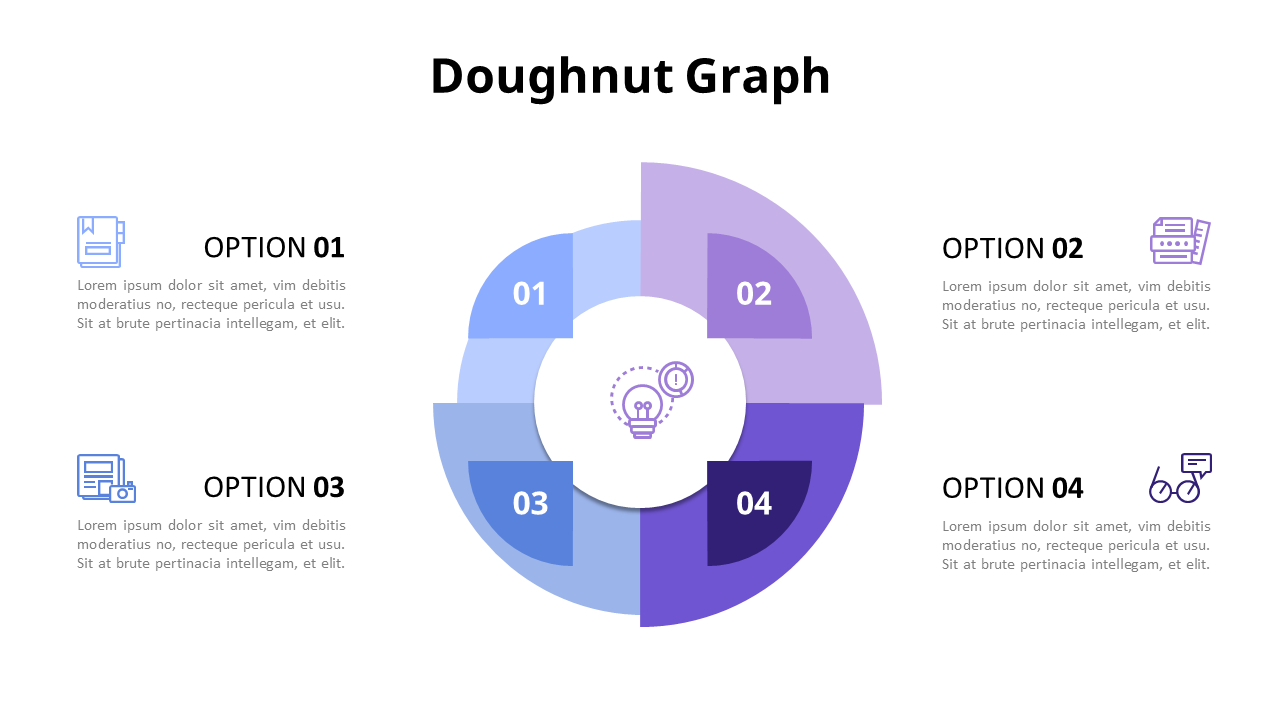 Doughnut Graph
OPTION 01
Lorem ipsum dolor sit amet, vim debitis
moderatius no, recteque pericula et usu.
Sit at brute pertinacia intellegam, et elit.
OPTION 02
Lorem ipsum dolor sit amet, vim debitis
moderatius no, recteque pericula et usu.
Sit at brute pertinacia intellegam, et elit.
01
02
03
04
OPTION 03
Lorem ipsum dolor sit amet, vim debitis
moderatius no, recteque pericula et usu.
Sit at brute pertinacia intellegam, et elit.
OPTION 04
Lorem ipsum dolor sit amet, vim debitis
moderatius no, recteque pericula et usu.
Sit at brute pertinacia intellegam, et elit.